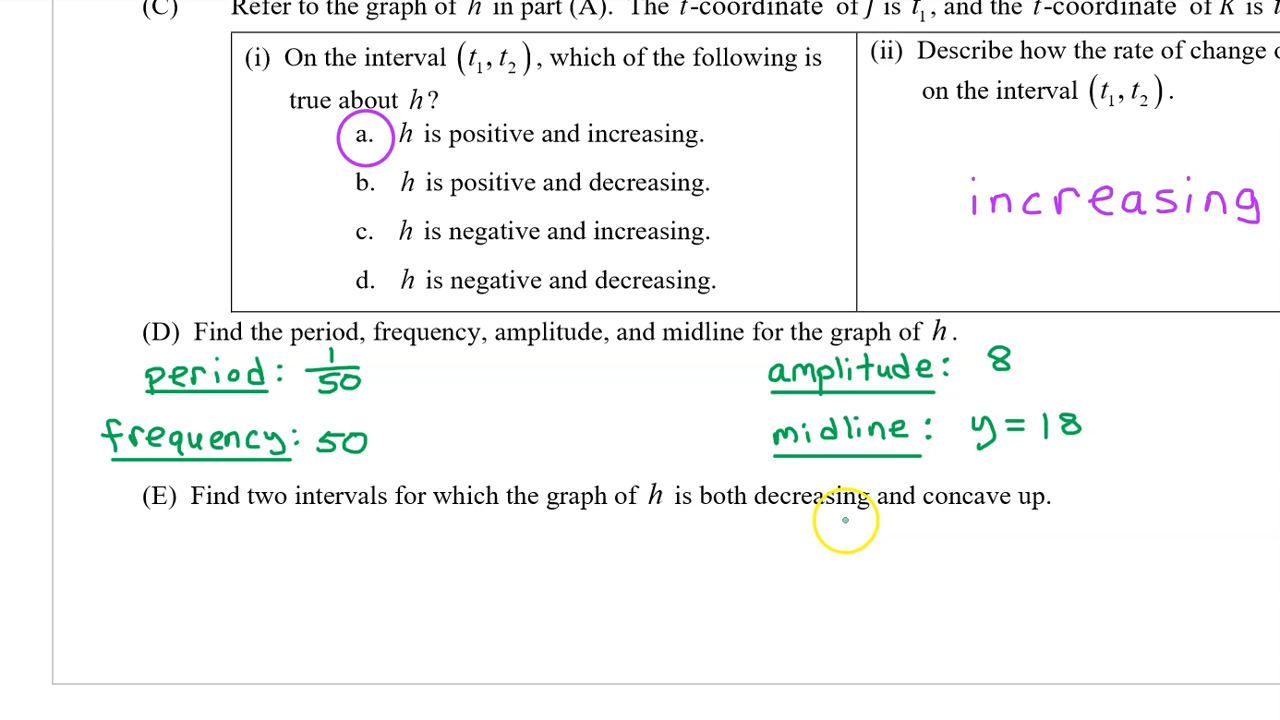 (C) Refer to the graph of h in part (A). The t-coordinate of J is t₁, and the t-coordinate of K is
(i) On the interval (t₁, t₂), which of the following is
true about h?
a. h is positive and increasing.
b. h is positive and decreasing.
c. h is negative and increasing.
d. h is negative and decreasing.
(ii) Describe how the rate of change
on the interval (t₁, t₂).
increasing
(D) Find the period, frequency, amplitude, and midline for the graph of h.
period: 1/50
amplitude: 8
frequency: 50
midline: y = 18
(E) Find two intervals for which the graph of h is both decreasing and concave up.